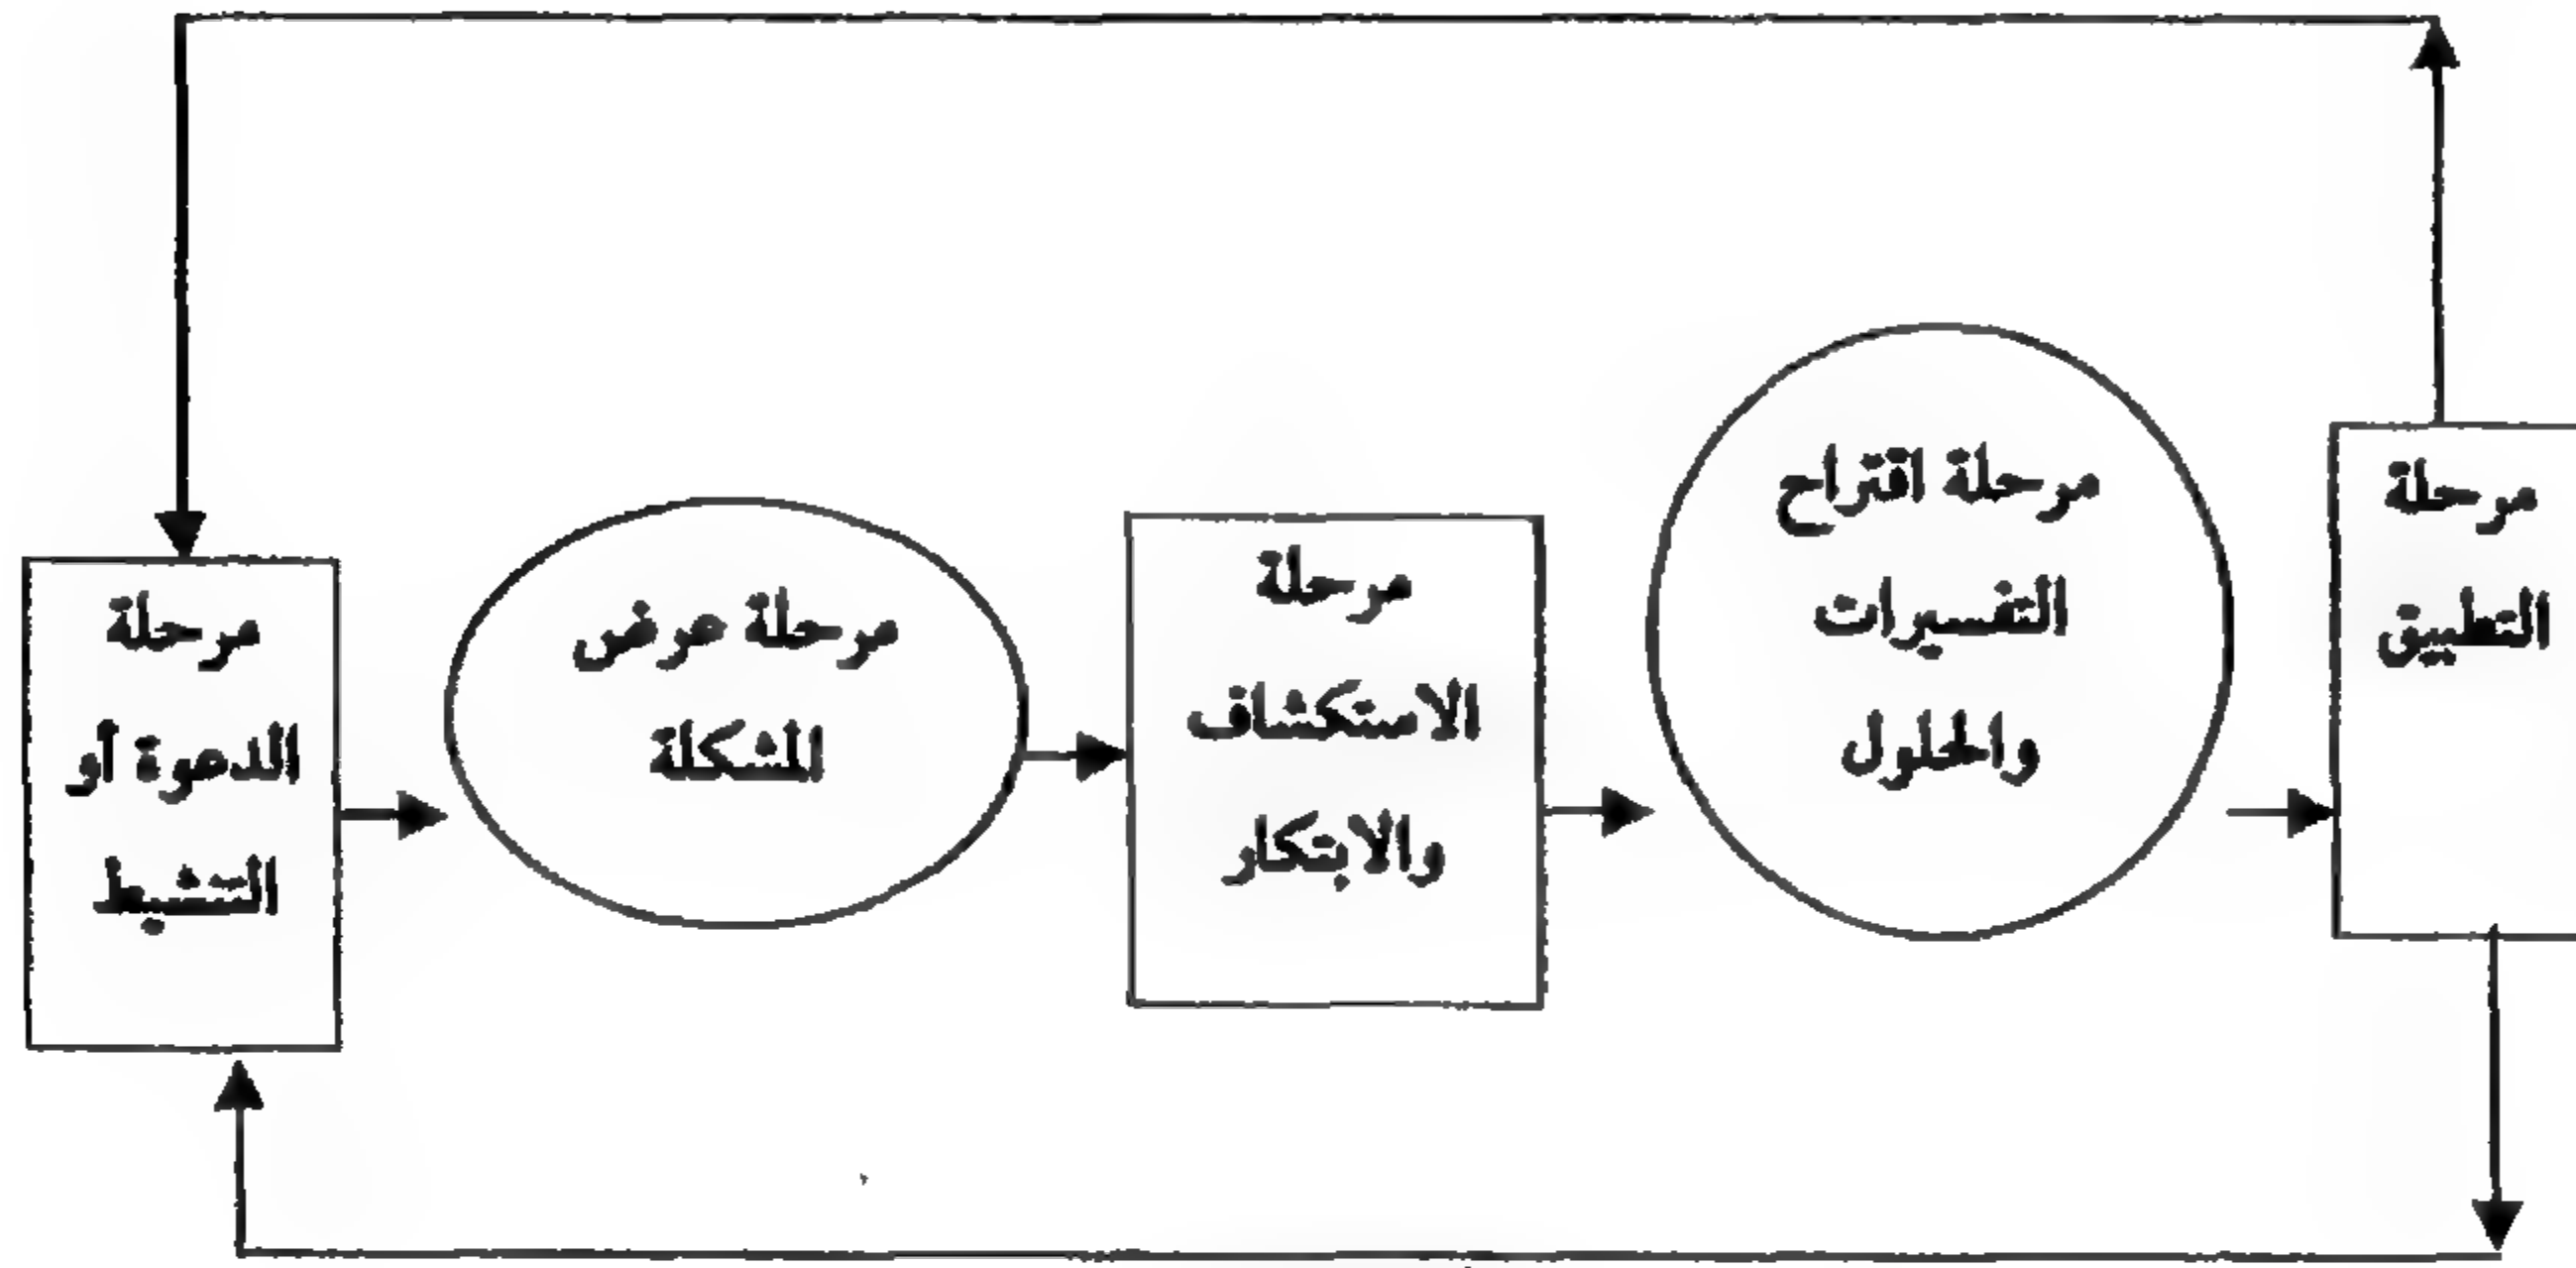 مرحلة
الدعوة أو
التنشيط
مرحلة عرض
المشكلة
مرحلة
الاستكشاف
والابتكار
مرحلة اقتراح
التفسيرات
والحلول
مرحلة
التطبيق